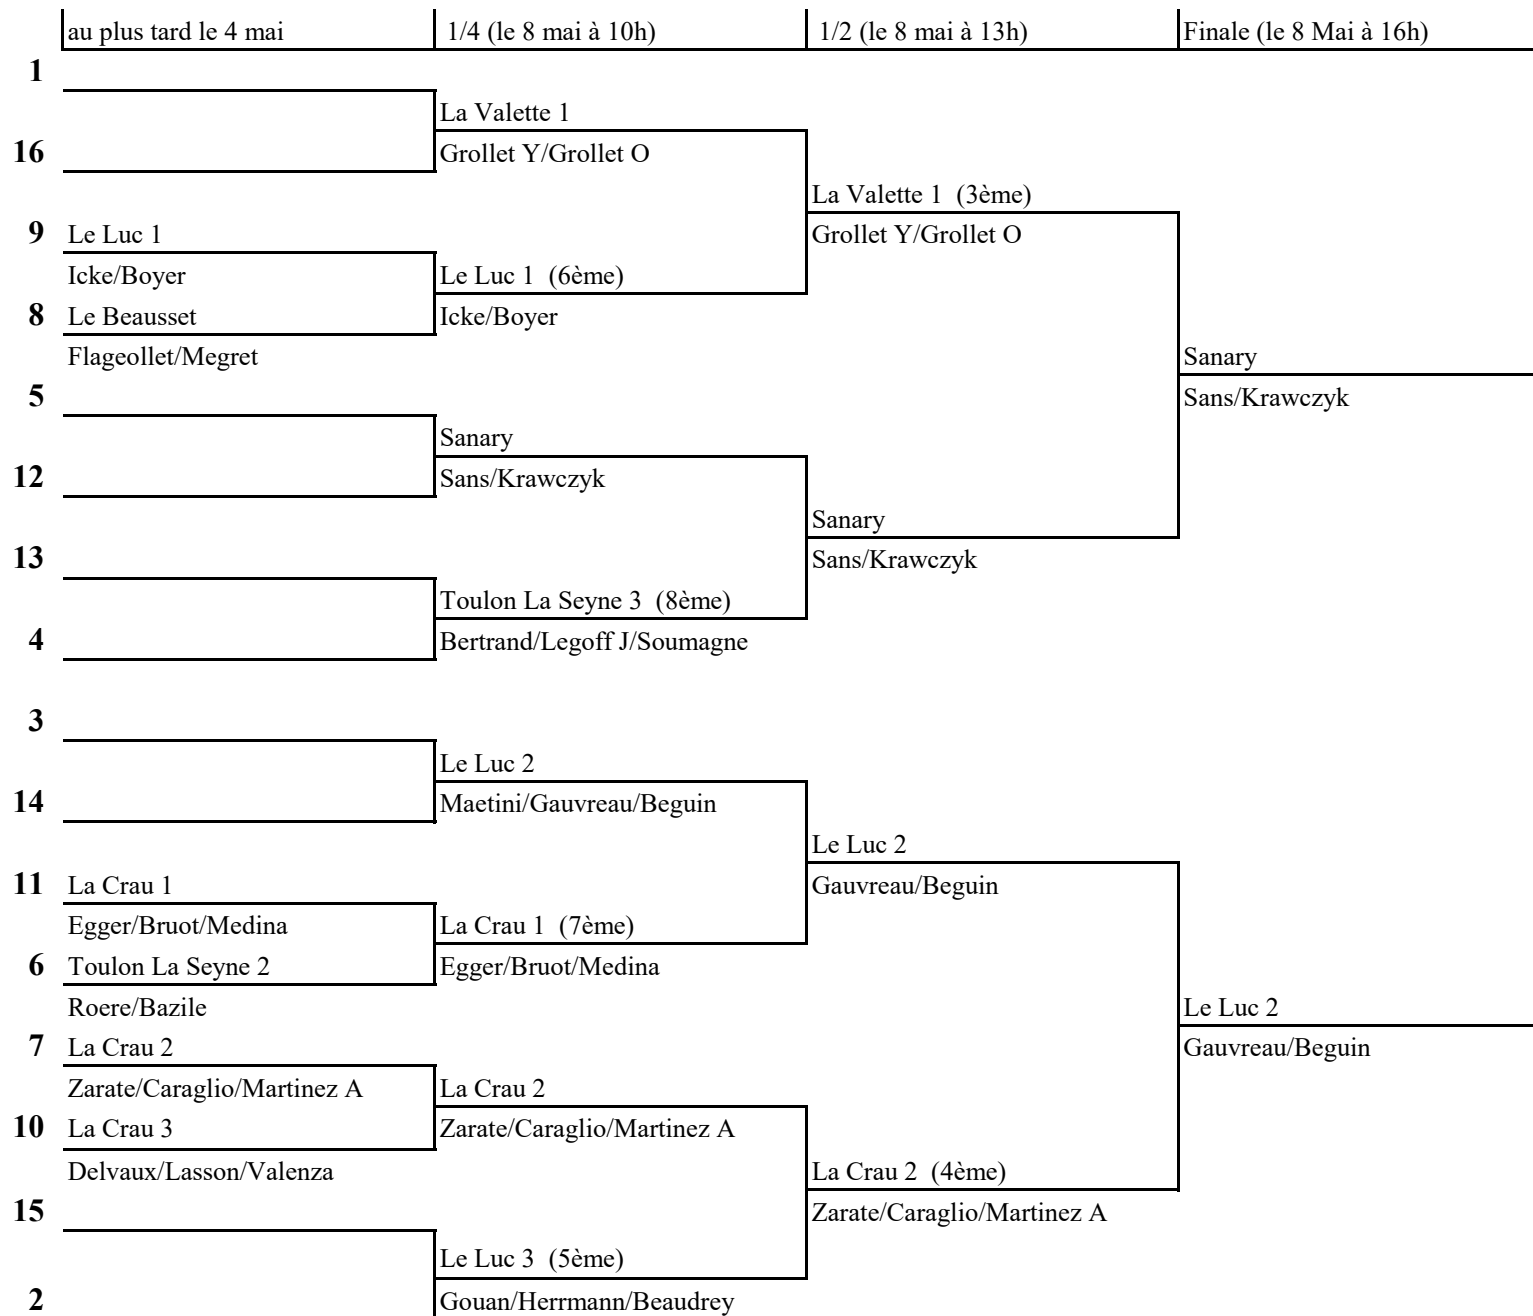 au plus tard le 4 mai 1/4 (le 8 mai à 10h) 1/2 (le 8 mai à 13h) Finale (le 8 Mai à 16h)
1
La Valette 1
16 Grollet Y/Grollet O
La Valette 1 (3ème)
9 Le Luc 1 Grollet Y/Grollet O
Icke/Boyer Le Luc 1 (6ème)
8 Le Beausset Icke/Boyer
Flageollet/Megret Sanary
5 Sans/Krawczyk
Sanary
12 Sans/Krawczyk
Sanary
13 Sans/Krawczyk
Toulon La Seyne 3 (8ème)
4 Bertrand/Legoff J/Soumagne
3
Le Luc 2
14 Maetini/Gauvreau/Beguin
Le Luc 2
11 La Crau 1 Gauvreau/Beguin
Egger/Bruot/Medina La Crau 1 (7ème)
6 Toulon La Seyne 2 Egger/Bruot/Medina
Roere/Bazile Le Luc 2
7 La Crau 2 Gauvreau/Beguin
Zarate/Caraglio/Martinez A La Crau 2
10 La Crau 3 Zarate/Caraglio/Martinez A
Delvaux/Lasson/Valenza La Crau 2 (4ème)
15 Zarate/Caraglio/Martinez A
Le Luc 3 (5ème)
2 Gouan/Herrmann/Beaudrey